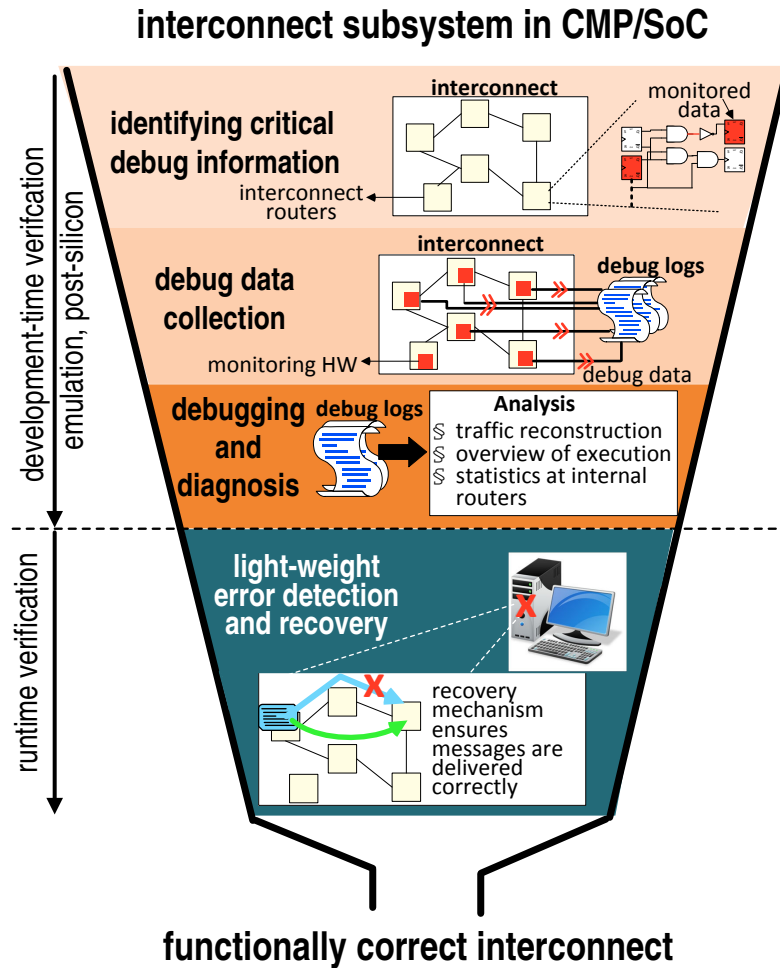 interconnect subsystem in CMP/SoC
development-time verifcation
emulation, post-silicon
identifying critical
debug information
interconnect
monitored
data
interconnect
routers
debug data
collection
interconnect
debug logs
monitoring HW
debug data
debugging
and
diagnosis
debug logs
Analysis
§ traffic reconstruction
§ overview of execution
§ statistics at internal
routers
runtime verification
light-weight
error detection
and recovery
X
X
recovery
mechanism
ensures
messages are
delivered
correctly
functionally correct interconnect